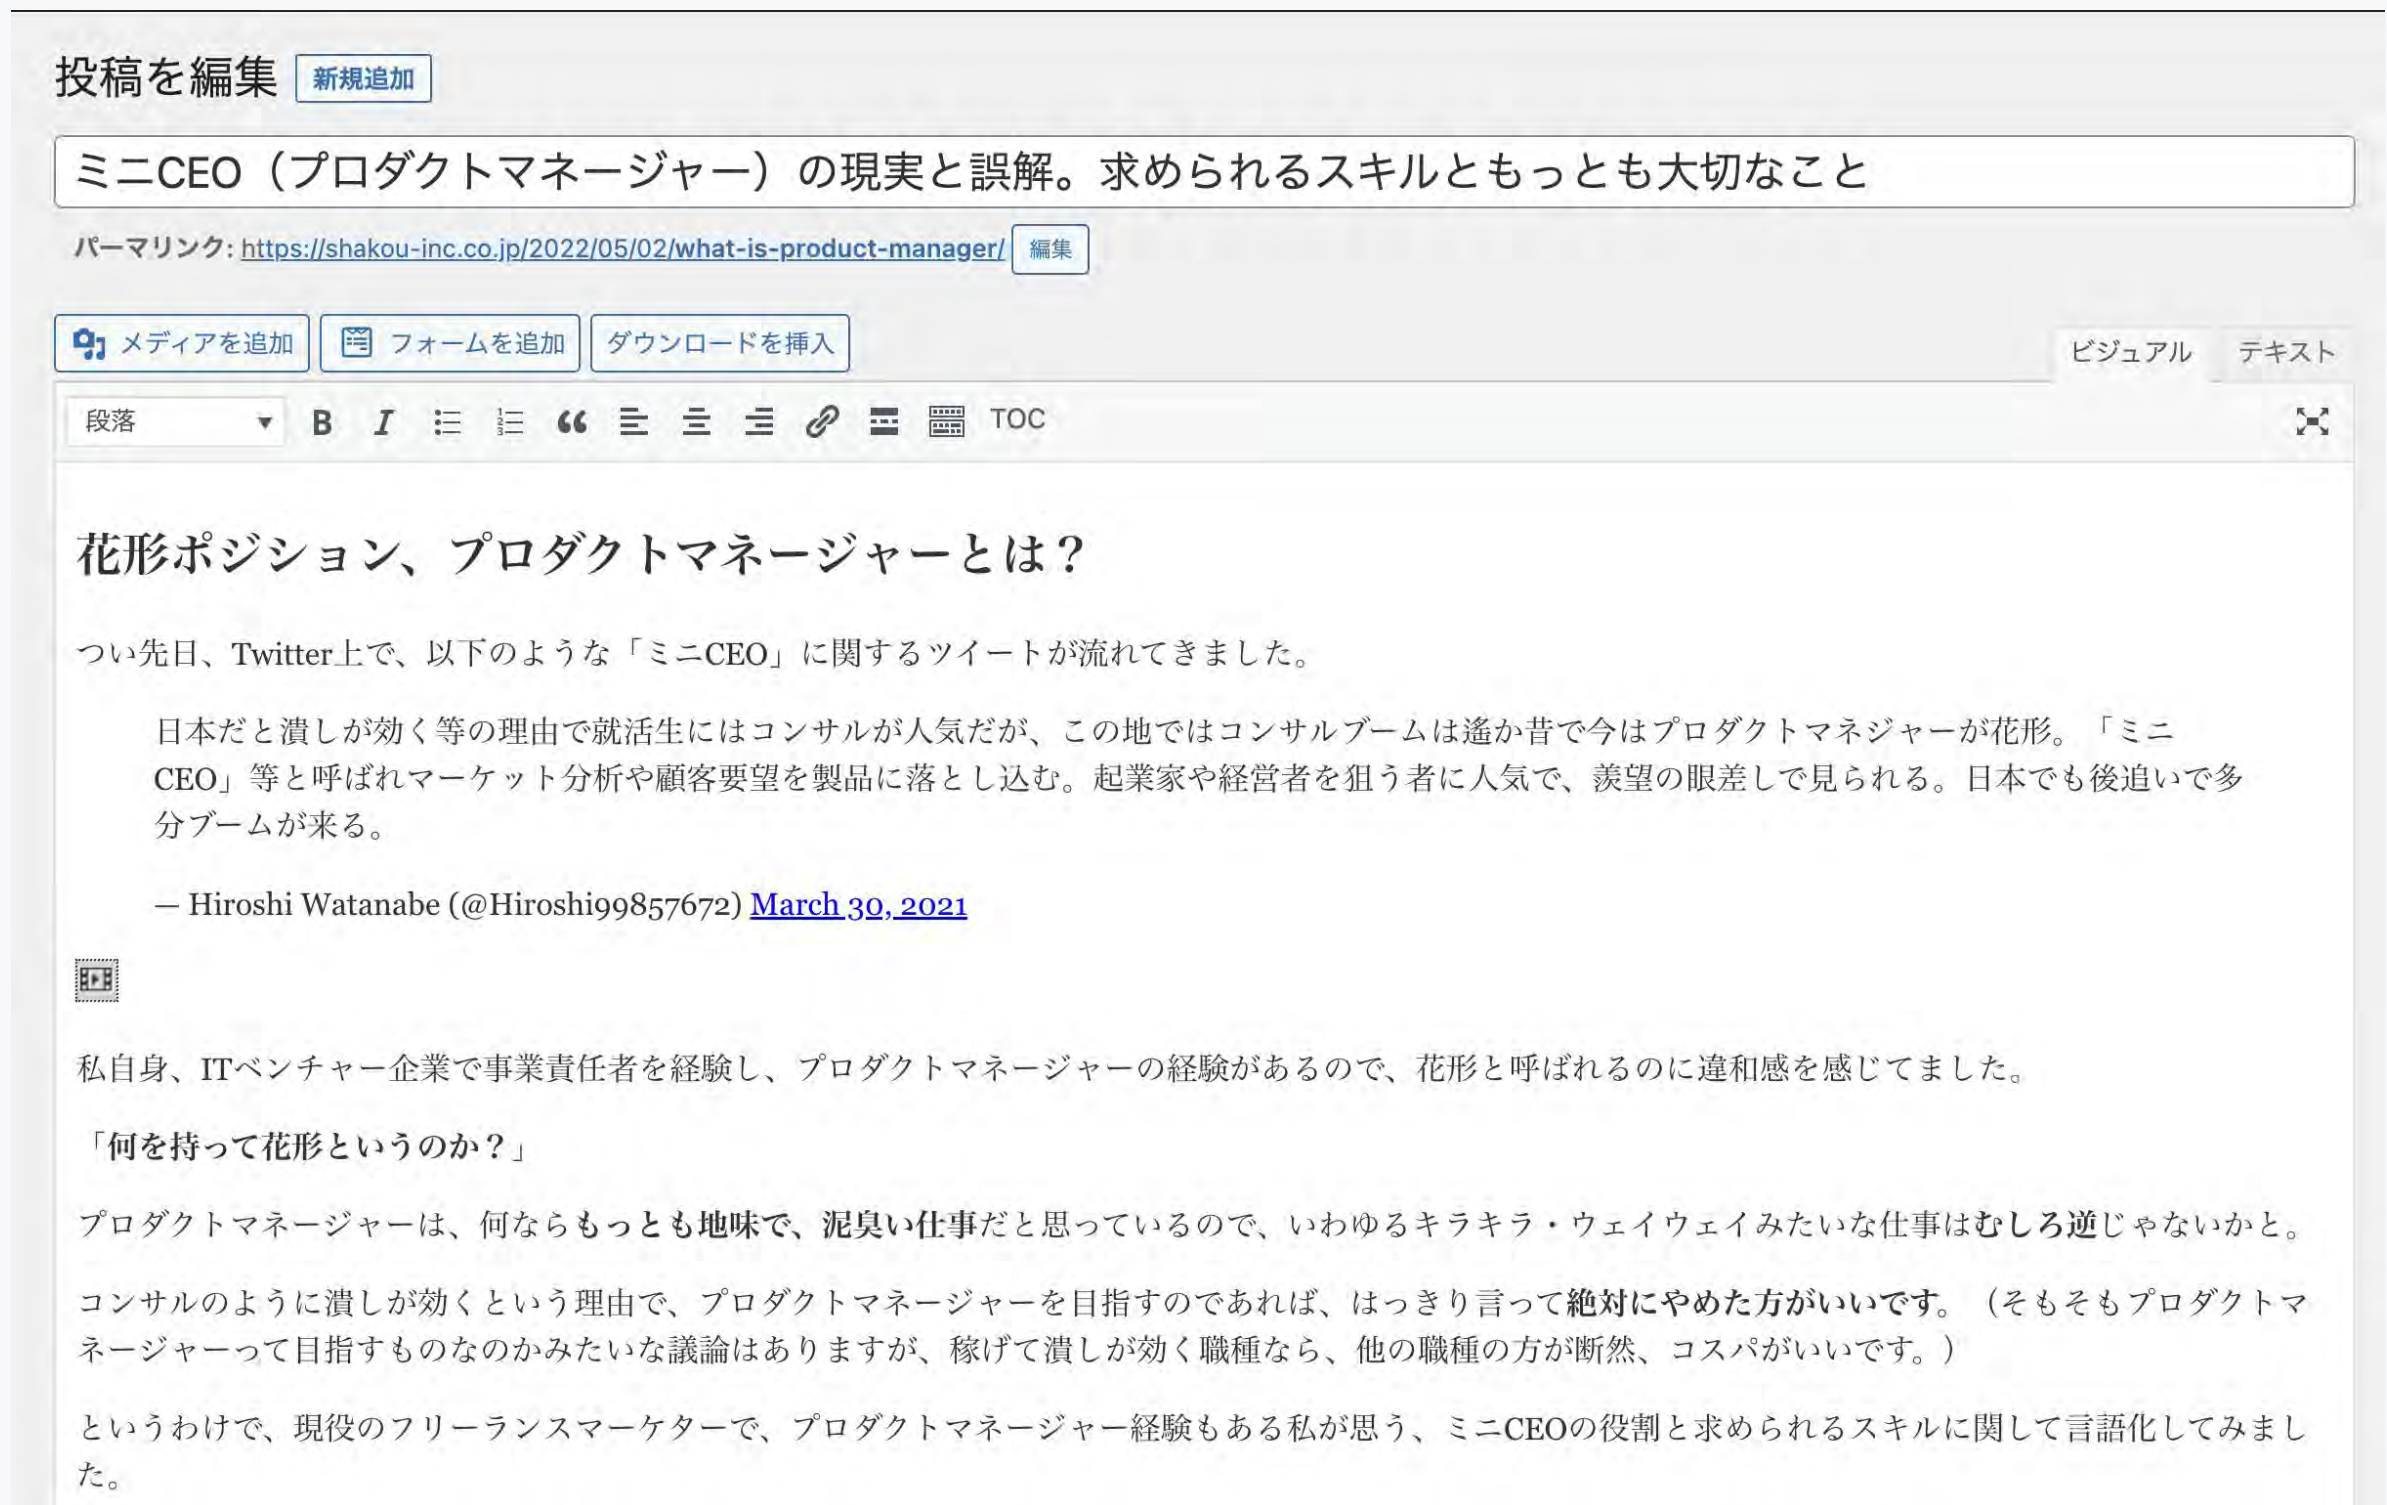 投稿を編集 新規追加
ミニCEO（プロダクトマネージャー）の現実と誤解。求められるスキルともっとも大切なこと
パーマリンク: https://shakou-inc.co.jp/2022/05/02/what-is-product-manager/ 編集
メディアを追加 フォームを追加 ダウンロードを挿入 ビジュアル テキスト
段落 B I TOC
花形ポジション、プロダクトマネージャーとは？
つい先日、Twitter上で、以下のような「ミニCEO」に関するツイートが流れてきました。
日本だと潰しが効く等の理由で就活生にはコンサルが人気だが、この地ではコンサルブームは遙か昔で今はプロダクトマネジャーが花形。「ミニ
CEO」等と呼ばれマーケット分析や顧客要望を製品に落とし込む。起業家や経営者を狙う者に人気で、羨望の眼差しで見られる。日本でも後追いで多
分ブームが来る。
— Hiroshi Watanabe (@Hiroshi99857672) March 30, 2021
私自身、ITベンチャー企業で事業責任者を経験し、プロダクトマネージャーの経験があるので、花形と呼ばれるのに違和感を感じてました。
「何を持って花形というのか？」
プロダクトマネージャーは、何ならもっとも地味で、泥臭い仕事だと思っているので、いわゆるキラキラ・ウェイウェイみたいな仕事はむしろ逆じゃないかと。
コンサルのように潰しが効くという理由で、プロダクトマネージャーを目指すのであれば、はっきり言って絶対にやめた方がいいです。（そもそもプロダクトマ
ネージャーって目指すものなのかみたいな議論はありますが、稼げて潰しが効く職種なら、他の職種の方が断然、コスパがいいです。）
というわけで、現役のフリーランスマーケターで、プロダクトマネージャー経験もある私が思う、ミニCEOの役割と求められるスキルに関して言語化してみまし
た。